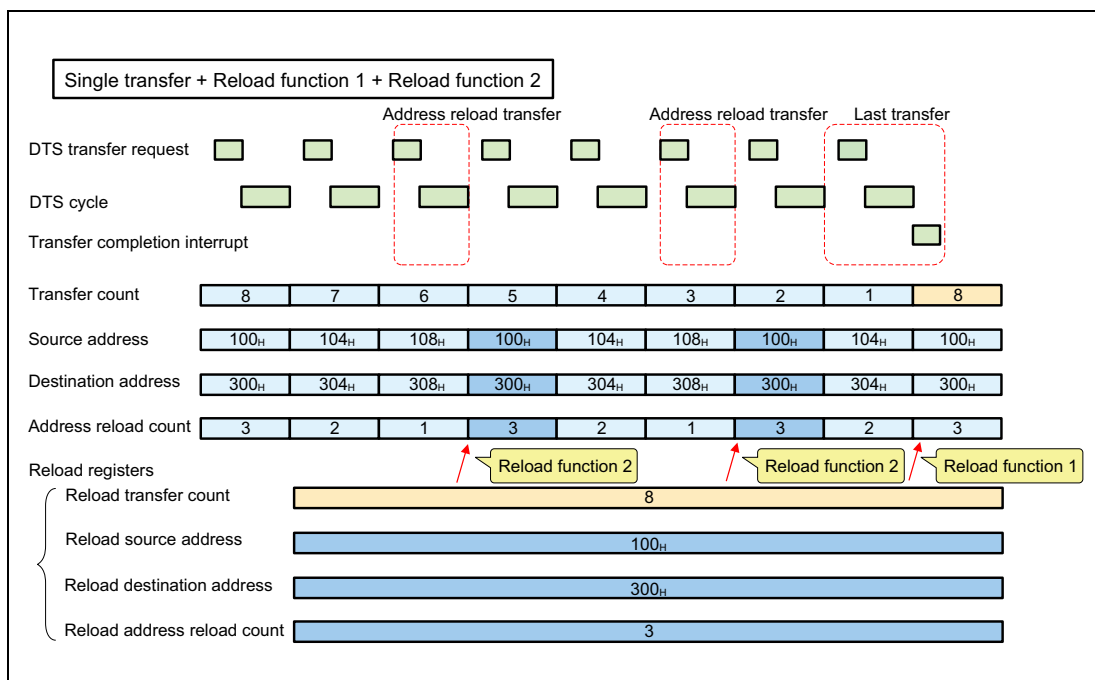 Single transfer + Reload function 1 + Reload function 2
Address reload transfer Address reload transfer Last transfer
DTS transfer request
DTS cycle
Transfer completion interrupt
Transfer count 8 7 6 5 4 3 2 1 8
Source address 100H 104H 108H 100H 104H 108H 100H 104H 100H
Destination address 300H 304H 308H 300H 304H 308H 300H 304H 300H
Address reload count 3 2 1 3 2 1 3 2 3
Reload function 2 Reload function 2 Reload function 1
Reload registers
Reload transfer count 8
Reload source address 100H
Reload destination address 300H
Reload address reload count 3